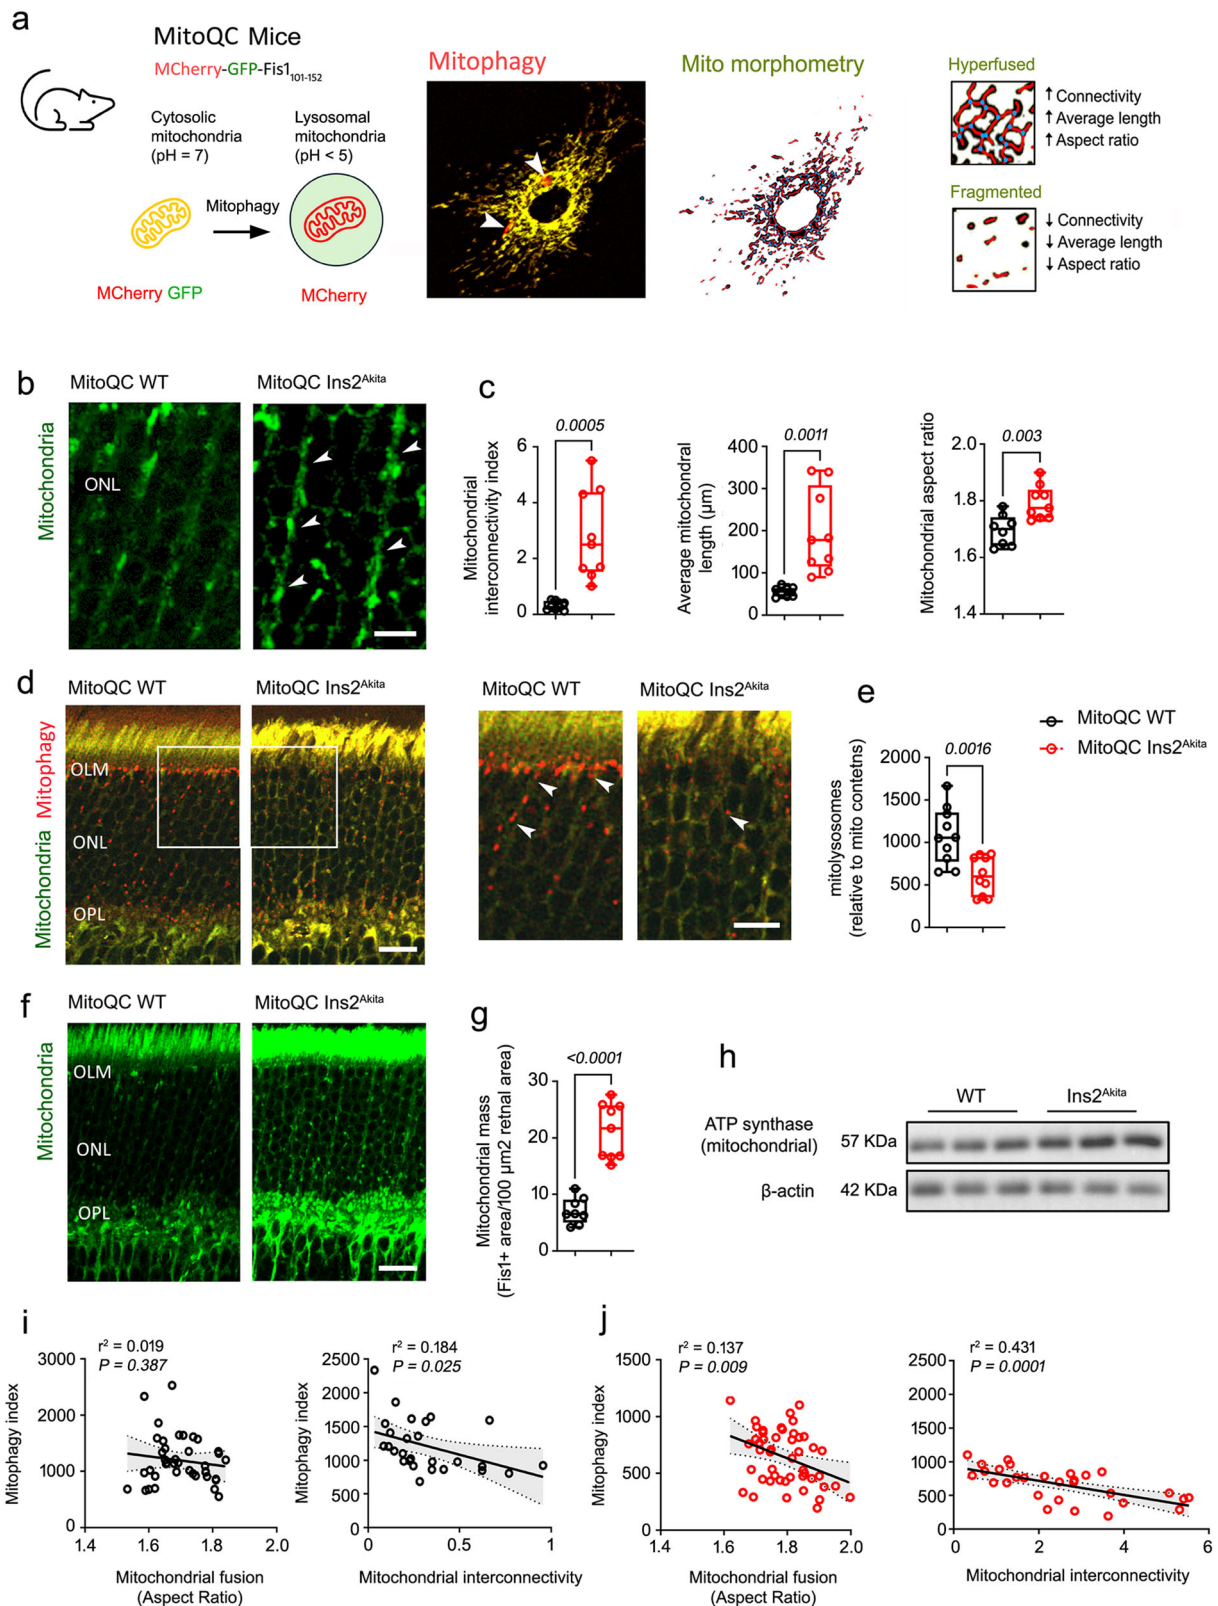 a
MitoQC Mice
MCherry-GFP-Fis1101-152
Cytosolic
mitochondria
(pH = 7)
Lysosomal
mitochondria
(pH < 5)
Mitophagy
MCherry GFP
MCherry
Mitophagy
Mito morphometry
Hyperfused
↑ Connectivity
↑ Average length
↑ Aspect ratio
Fragmented
↓ Connectivity
↓ Average length
↓ Aspect ratio
b
MitoQC WT
MitoQC Ins2Akita
Mitochondria
ONL
c
Mitochondrial
interconnectivity index
0.0005
6
4
2
0
Average mitochondrial
length (µm)
0.0011
400
300
200
100
0
Mitochondrial aspect ratio
0.003
2.0
1.8
1.6
1.4
d
MitoQC WT
MitoQC Ins2Akita
Mitochondria Mitophagy
OLM
ONL
OPL
MitoQC WT
MitoQC Ins2Akita
e
MitoQC WT
MitoQC Ins2Akita
mitolysosomes
(relative to mito contetns)
0.0016
2000
1500
1000
500
0
f
MitoQC WT
MitoQC Ins2Akita
Mitochondria
OLM
ONL
OPL
g
Mitochondrial mass
(Fis1+ area/100 µm2 retnal area)
<0.0001
30
20
10
0
h
WT
Ins2Akita
ATP synthase
(mitochondrial)
57 KDa
β-actin
42 KDa
i
r2 = 0.019
P = 0.387
Mitophagy index
3000
2000
1000
0
1.4
1.6
1.8
2.0
Mitochondrial fusion
(Aspect Ratio)
r2 = 0.184
P = 0.025
Mitophagy index
2500
2000
1500
1000
500
0
0
0.5
1
Mitochondrial interconnectivity
j
r2 = 0.137
P = 0.009
Mitophagy index
1500
1000
500
0
1.4
1.6
1.8
2.0
Mitochondrial fusion
(Aspect Ratio)
r2 = 0.431
P = 0.0001
Mitophagy index
2500
2000
1500
1000
500
0
0
2
4
6
Mitochondrial interconnectivity